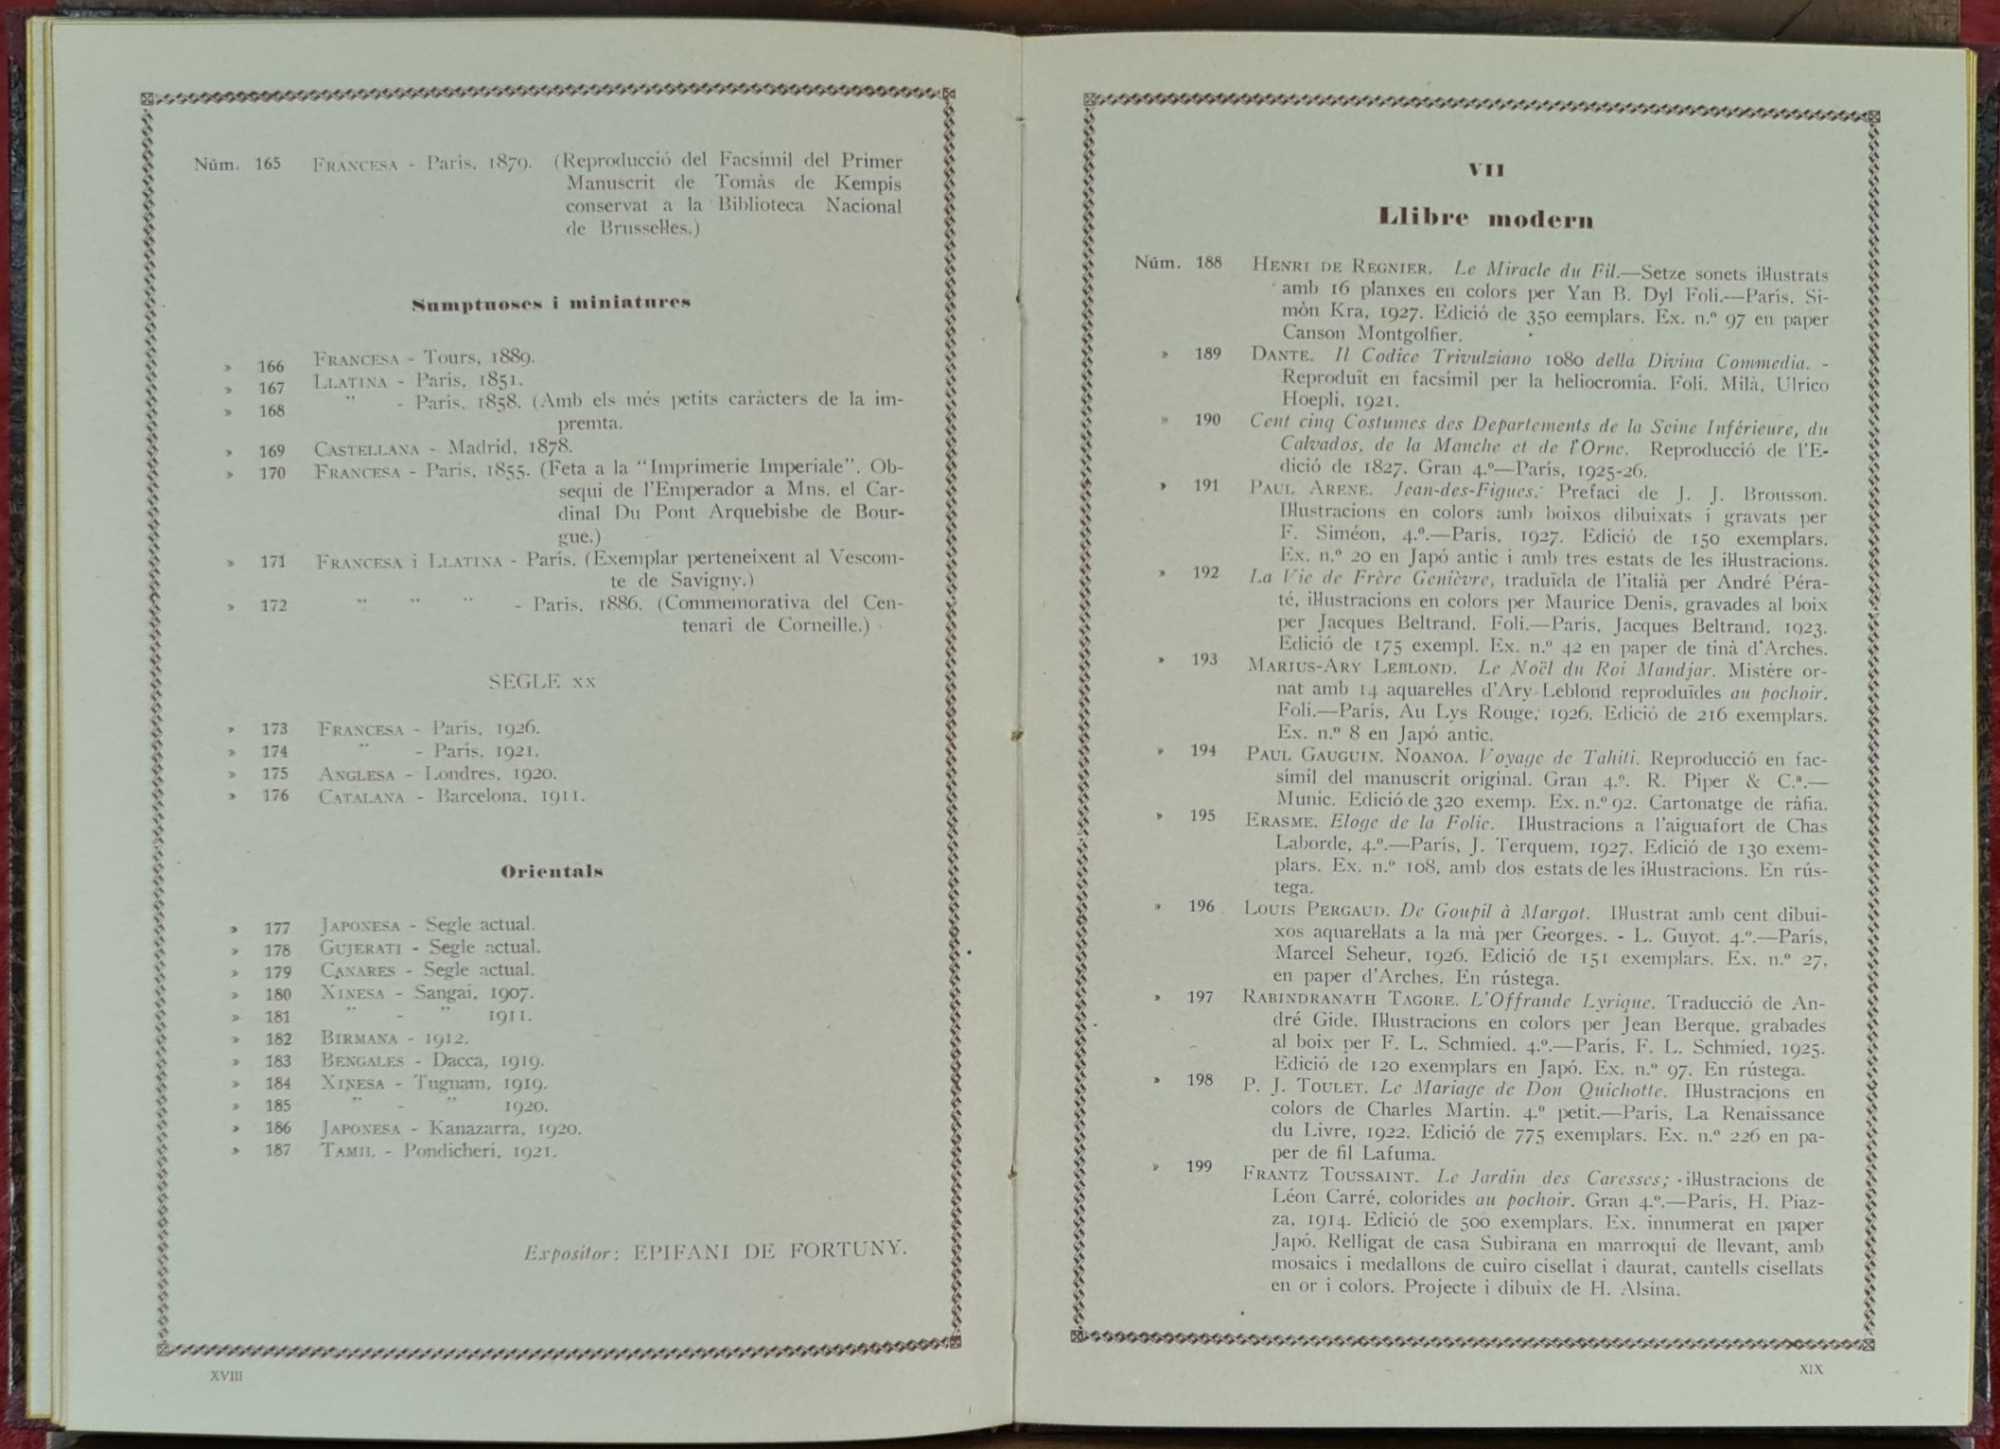 Núm. 165 FRANCESA - París, 1879. (Reproducció del Facsímil del Primer
Manuscrit de Tomàs de Kempis
conservat a la Biblioteca Nacional
de Brusseŀles.)
Sumptuoses i miniatures
» 166 FRANCESA - Tours, 1889.
» 167 LLATINA - París, 1851.
» 168 " - París, 1858. (Amb els més petits caràcters de la im-
premta.
» 169 CASTELLANA - Madrid, 1878.
» 170 FRANCESA - París, 1855. (Feta a la "Imprimerie Imperiale". Ob-
sequi de l'Emperador a Mns. el Car-
dinal Du Pont Arquebisbe de Bour-
gue.)
» 171 FRANCESA i LLATINA - París. (Exemplar perteneixent al Vescom-
te de Savigny.)
» 172 " " " - París, 1886. (Commemorativa del Cen-
tenari de Corneille.)
SEGLE XX
» 173 FRANCESA - París, 1926.
» 174 " - París, 1921.
» 175 ANGLESA - Londres, 1920.
» 176 CATALANA - Barcelona, 1911.
Orientals
» 177 JAPONESA - Segle actual.
» 178 GUJERATI - Segle actual.
» 179 CANARES - Segle actual.
» 180 XINESA - Sangai, 1907.
» 181 " - " 1911.
» 182 BIRMANA - 1912.
» 183 BENGALES - Dacca, 1919.
» 184 XINESA - Tugnam, 1919.
» 185 " - " 1920.
» 186 JAPONESA - Kanazarra, 1920.
» 187 TAMIL - Pondicheri, 1921.
Expositor: EPIFANI DE FORTUNY.
XVIII
VII
Llibre modern
Núm. 188 HENRI DE REGNIER. Le Miracle du Fil.—Setze sonets iŀlustrats
amb 16 planxes en colors per Yan B. Dyl Foli.—París, Si-
mòn Kra, 1927. Edició de 350 eemplars. Ex. n.º 97 en paper
Canson Montgolfier.
» 189 DANTE. Il Codice Trivulziano 1080 della Divina Commedia. -
Reproduït en facsímil per la heliocromia. Foli. Milà, Ulrico
Hoepli, 1921.
» 190 Cent cinq Costumes des Departements de la Seine Inférieure, du
Calvados, de la Manche et de l'Orne. Reproducció de l'E-
dició de 1827. Gran 4.º—París, 1925-26.
» 191 PAUL ARENE. Jean-des-Figues. Prefaci de J. J. Brousson.
Iŀlustracions en colors amb boixos dibuixats i gravats per
F. Siméon, 4.º.—París, 1927. Edició de 150 exemplars.
Ex. n.º 20 en Japó antic i amb tres estats de les iŀlustracions.
» 192 La Vie de Frère Genièvre, traduïda de l'italià per André Péra-
té, iŀlustracions en colors per Maurice Denis, gravades al boix
per Jacques Beltrand. Foli.—París, Jacques Beltrand, 1923.
Edició de 175 exempl. Ex. n.º 42 en paper de tinà d'Arches.
» 193 MARIUS-ARY LEBLOND. Le Noël du Roi Mandjar. Mistère or-
nat amb 14 aquareŀles d'Ary-Leblond reproduïdes au pochoir.
Foli.—París, Au Lys Rouge, 1926. Edició de 216 exemplars.
Ex. n.º 8 en Japó antic.
» 194 PAUL GAUGUIN. NOANOA. Voyage de Tahiti. Reproducció en fac-
símil del manuscrit original. Gran 4.º. R. Piper & C.ª.—
Munic. Edició de 320 exemp. Ex. n.º 92. Cartonatge de ràfia.
» 195 ERASME. Eloge de la Folie. Iŀlustracions a l'aiguafort de Chas
Laborde, 4.º.—París, J. Terquem, 1927. Edició de 130 exem-
plars. Ex. n.º 108, amb dos estats de les iŀlustracions. En rús-
tega.
» 196 LOUIS PERGAUD. De Goupil à Margot. Iŀlustrat amb cent dibui-
xos aquareŀlats a la mà per Georges. - L. Guyot. 4.º.—París,
Marcel Seheur, 1926. Edició de 151 exemplars. Ex. n.º 27,
en paper d'Arches. En rústega.
» 197 RABINDRANATH TAGORE. L'Offrande Lyrique. Traducció de An-
dré Gide. Iŀlustracions en colors per Jean Berque, grabades
al boix per F. L. Schmied. 4.º.—París, F. L. Schmied, 1925.
Edició de 120 exemplars en Japó. Ex. n.º 97. En rústega.
» 198 P. J. TOULET. Le Mariage de Don Quichotte. Iŀlustracions en
colors de Charles Martin. 4.º petit.—París, La Renaissance
du Livre, 1922. Edició de 775 exemplars. Ex. n.º 226 en pa-
per de fil Lafuma.
» 199 FRANTZ TOUSSAINT. Le Jardin des Caresses; iŀlustracions de
Léon Carré, colorides au pochoir. Gran 4.º.—París, H. Piaz-
za, 1914. Edició de 500 exemplars. Ex. innumerat en paper
Japó. Relligat de casa Subirana en marroqui de llevant, amb
mosaics i medallons de cuiro cisellat i daurat, cantells cisellats
en or i colors. Projecte i dibuix de H. Alsina.
XIX